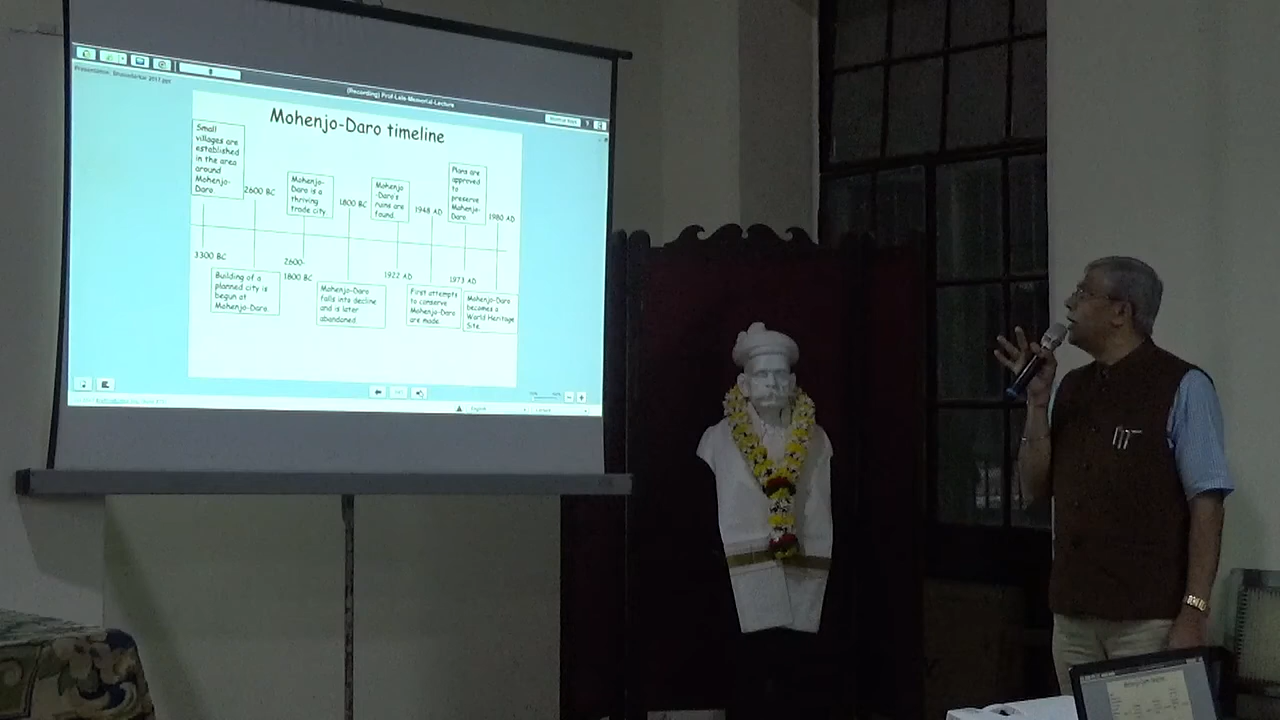 (Recording) Prof-Lele-Memorial-Lecture
Mohenjo-Daro timeline
Small
villages are
established
in the area
around
Mohenjo-
Daro
2600 BC
Mohenjo-
Daro is a
thriving
trade city
1800 BC
Mohenjo
-Daro's
ruins are
found.
1948 AD
Plans are
approved
to
preserve
Mohenjo-
Daro
1980 AD
3300 BC
Building of a
planned city is
begun at
Mohenjo-Daro.
2600-
1800 BC
Mohenjo-Daro
falls into decline
and is later
abandoned.
1922 AD
First attempts
to conserve
Mohenjo-Daro
are made.
1973 AD
Mohenjo-Daro
becomes a
World Heritage
Site.
English